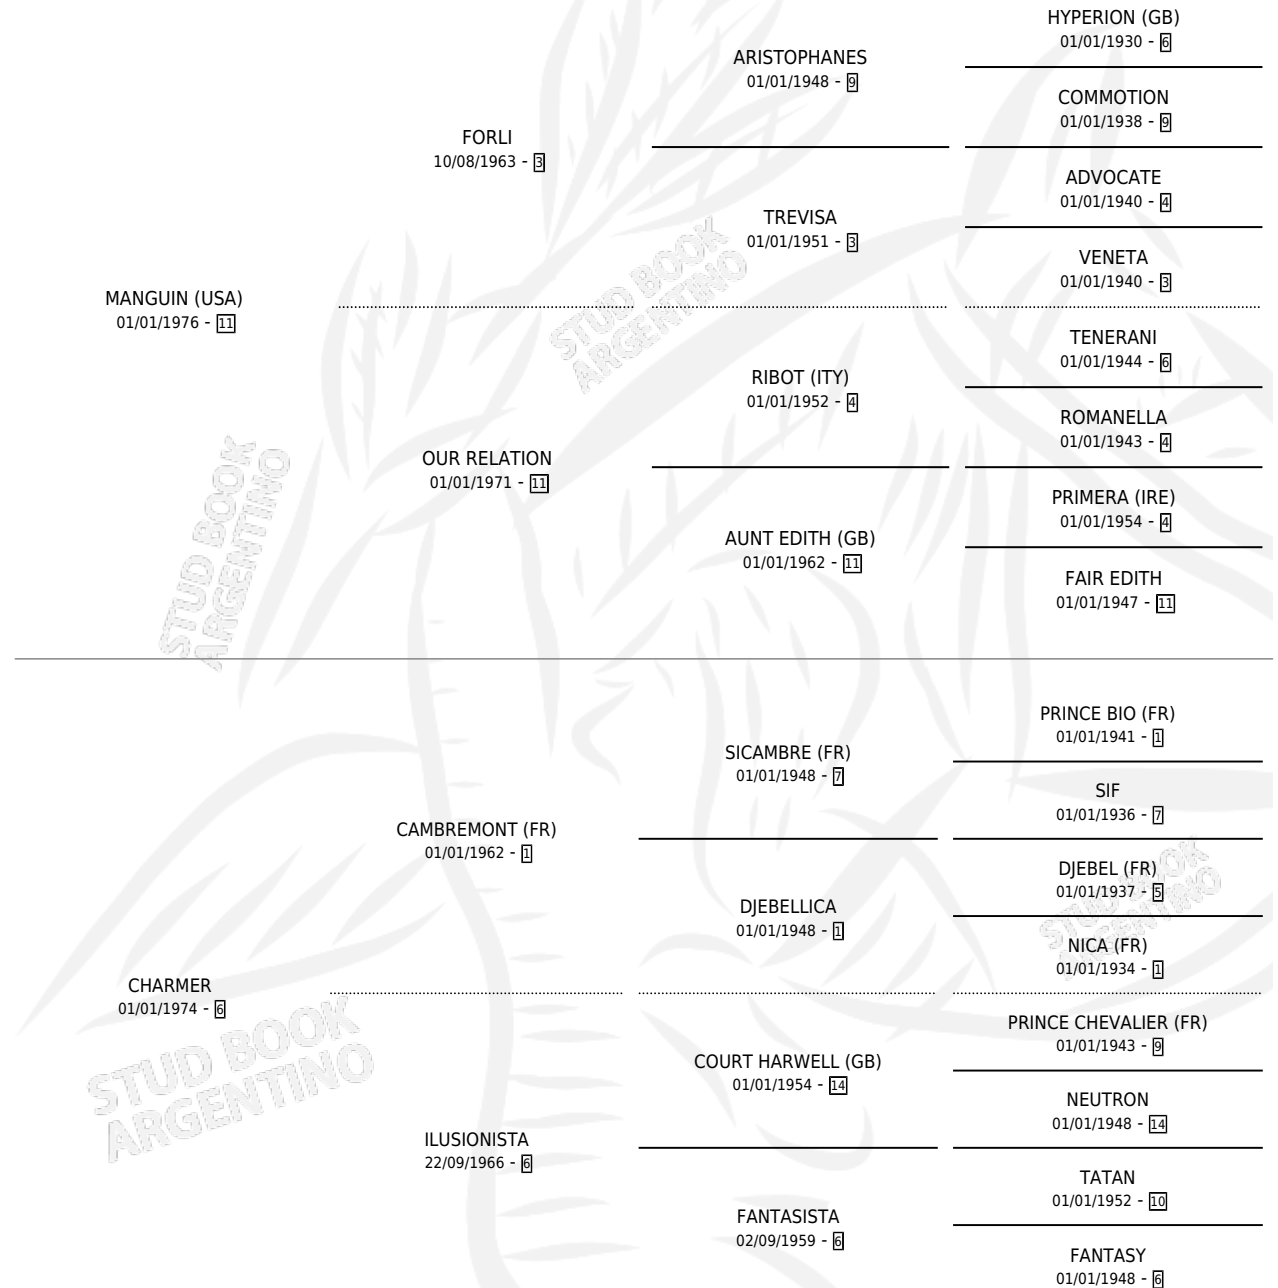 HYPERION (GB)
01/01/1930 - 6
ARISTOPHANES
01/01/1948 - 9
COMMOTION
01/01/1938 - 9
FORLI
10/08/1963 - 3
ADVOCATE
01/01/1940 - 4
TREVISA
01/01/1951 - 3
VENETA
01/01/1940 - 3
MANGUIN (USA)
01/01/1976 - 11
TENERANI
01/01/1944 - 6
RIBOT (ITY)
01/01/1952 - 4
ROMANELLA
01/01/1943 - 4
OUR RELATION
01/01/1971 - 11
PRIMERA (IRE)
01/01/1954 - 4
AUNT EDITH (GB)
01/01/1962 - 11
FAIR EDITH
01/01/1947 - 11
PRINCE BIO (FR)
01/01/1941 - 1
SICAMBRE (FR)
01/01/1948 - 7
SIF
01/01/1936 - 7
CAMBREMONT (FR)
01/01/1962 - 1
DJEBEL (FR)
01/01/1937 - 5
DJEBELLICA
01/01/1948 - 1
NICA (FR)
01/01/1934 - 1
CHARMER
01/01/1974 - 6
PRINCE CHEVALIER (FR)
01/01/1943 - 9
COURT HARWELL (GB)
01/01/1954 - 14
NEUTRON
01/01/1948 - 14
ILUSIONISTA
22/09/1966 - 6
TATAN
01/01/1952 - 10
FANTASISTA
02/09/1959 - 6
FANTASY
01/01/1948 - 6
STUD BOOK
ARGENTINO
STUD BOOK
ARGENTINO
STUD BOOK
ARGENTINO
STUD BOOK
ARGENTINO